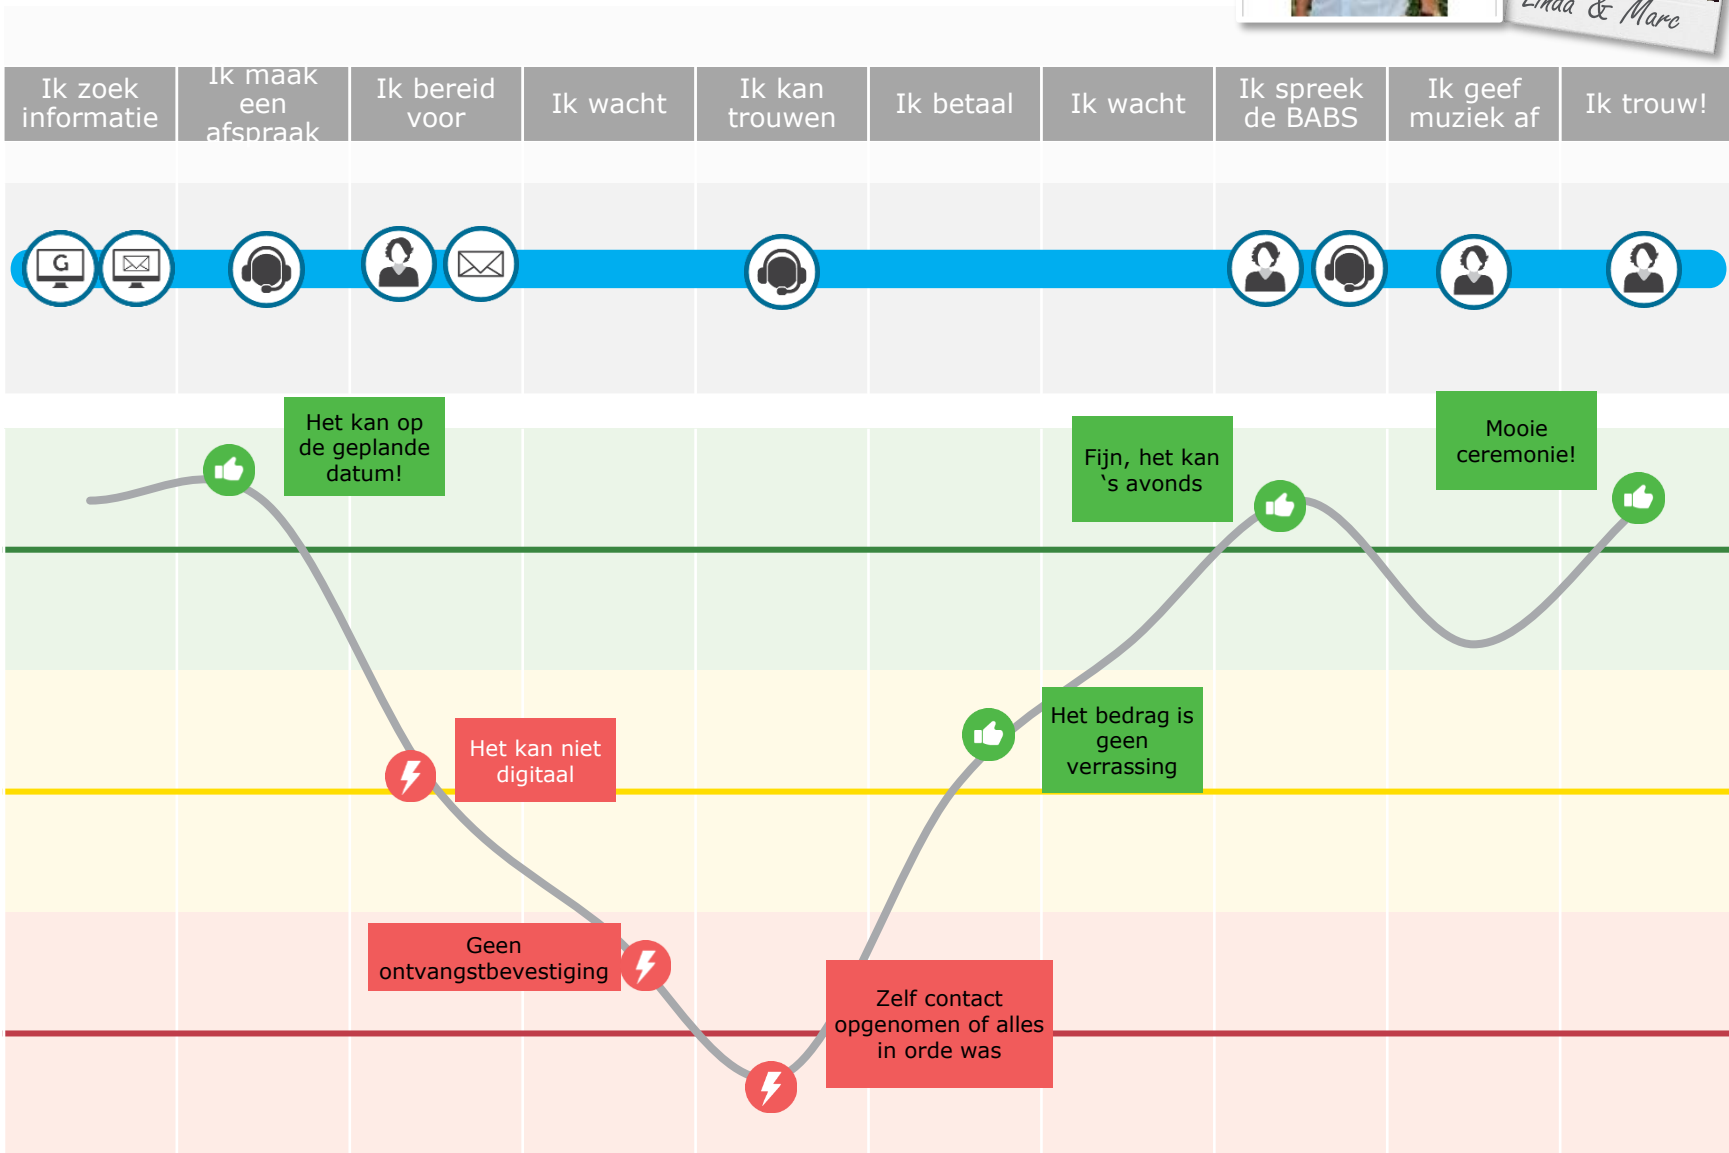 Linda & Marc
Ik zoek
informatie
Ik maak
een
afspraak
Ik bereid
voor
Ik wacht
Ik kan
trouwen
Ik betaal
Ik wacht
Ik spreek
de BABS
Ik geef
muziek af
Ik trouw!
G
Het kan op
de geplande
datum!
Fijn, het kan
‘s avonds
Mooie
ceremonie!
Het kan niet
digitaal
Het bedrag is
geen
verrassing
Geen
ontvangstbevestiging
Zelf contact
opgenomen of alles
in orde was